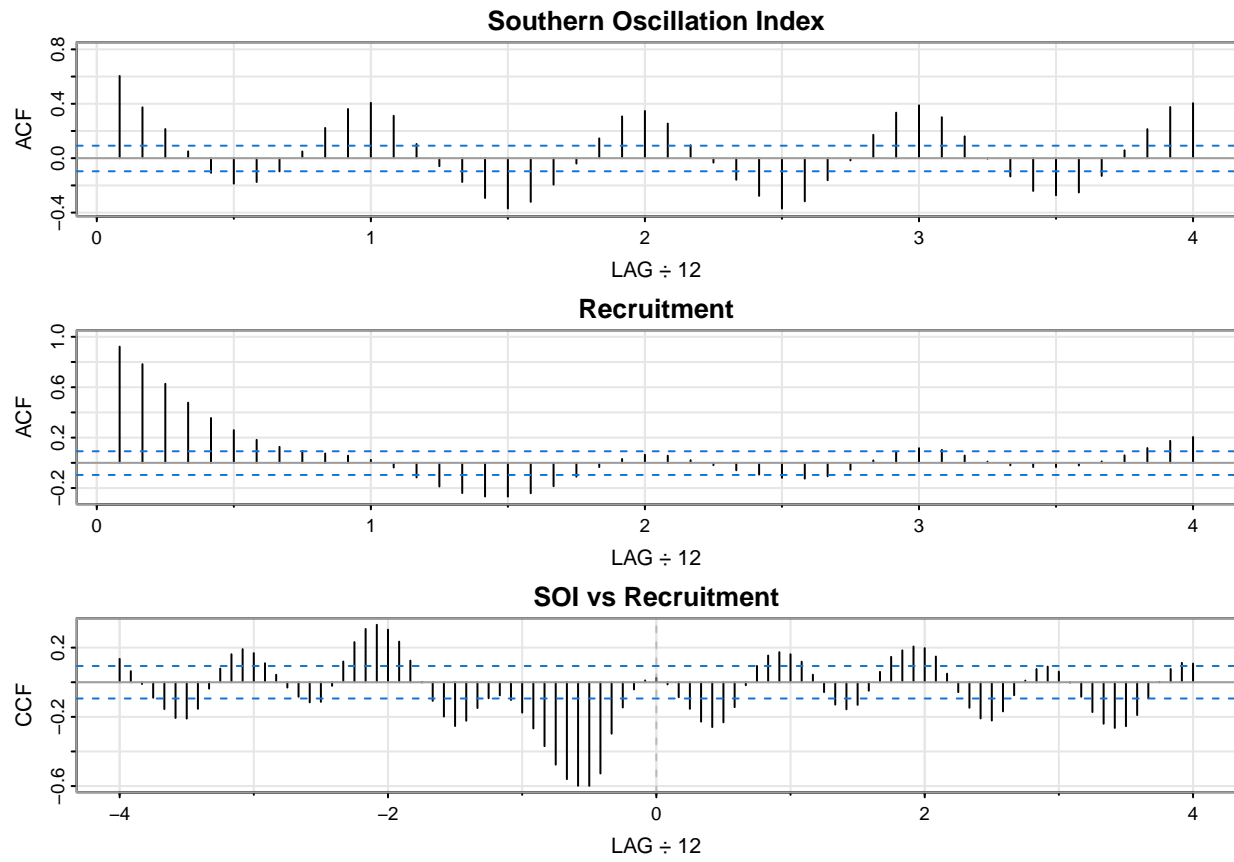 Southern Oscillation Index
ACF
0.8
0.4
0.0
−0.4
0 1 2 3 4
LAG ÷ 12
Recruitment
ACF
1.0
0.6
0.2
−0.2
0 1 2 3 4
LAG ÷ 12
SOI vs Recruitment
CCF
0.2
−0.2
−0.6
−4 −2 0 2 4
LAG ÷ 12